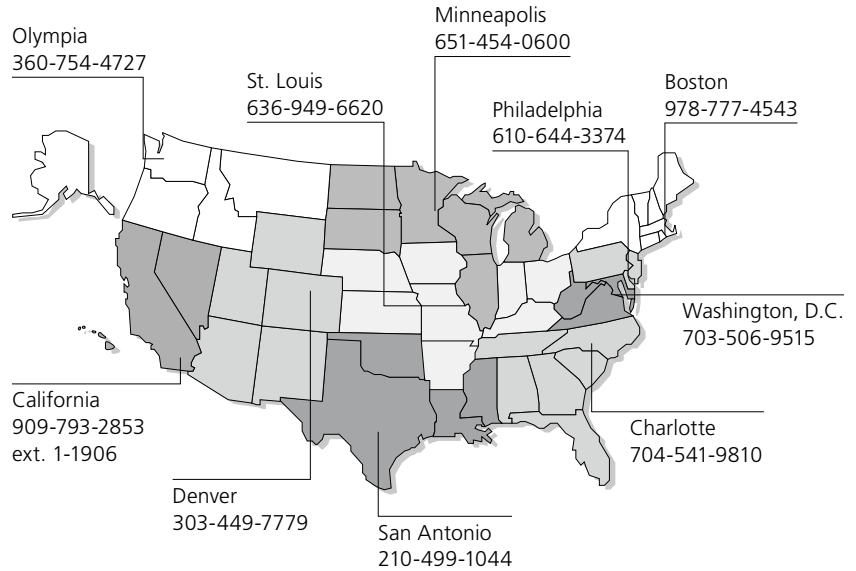 Minneapolis
651-454-0600
Olympia
360-754-4727
St. Louis
636-949-6620
Boston
978-777-4543
Philadelphia
610-644-3374
Washington, D.C.
703-506-9515
California
909-793-2853
ext. 1-1906
Charlotte
704-541-9810
Denver
303-449-7779
San Antonio
210-499-1044